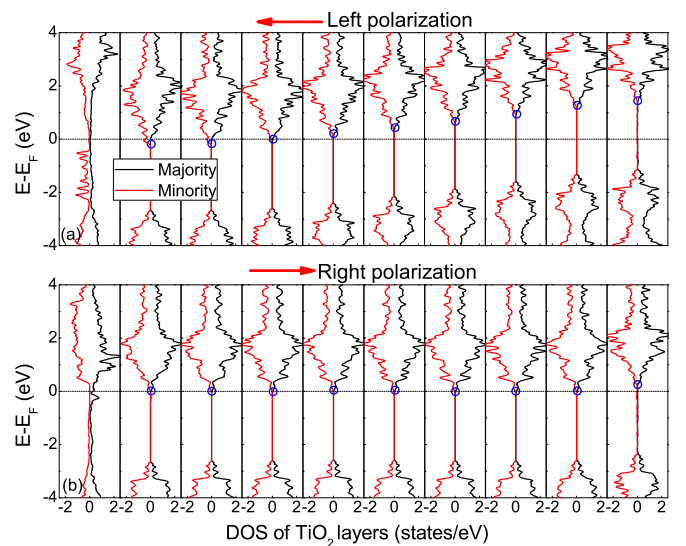 Left polarization
4
2
0
-2
-4
E-E_F (eV)
Majority
Minority
(a)
Right polarization
4
2
0
-2
-4
E-E_F (eV)
(b)
-2 0 2-2 0 2-2 0 2-2 0 2-2 0 2-2 0 2-2 0 2-2 0 2-2 0 2-2 0 2
DOS of TiO_2 layers (states/eV)